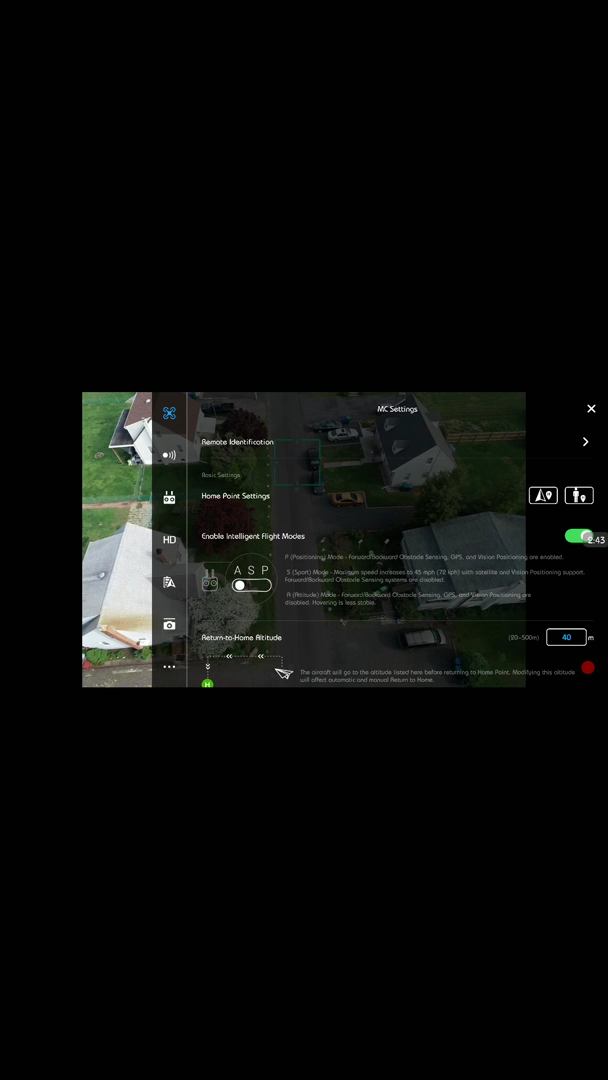 MC Settings
Remote Identification
Basic Settings
Home Point Settings
Enable Intelligent Flight Modes
2:43
P (Positioning) Mode - Forward/Backward Obstacle Sensing, GPS, and Vision Positioning are enabled.
A S P
S (Sport) Mode - Maximum speed increases to 45 mph (72 kph) with satellite and Vision Positioning support.
Forward/Backward Obstacle Sensing systems are disabled.
HD
A (Attitude) Mode - Forward/Backward Obstacle Sensing, GPS, and Vision Positioning are
disabled. Hovering is less stable.
Return-to-Home Altitude
(20~500m) 40 m
The aircraft will go to the altitude listed here before returning to Home Point. Modifying this altitude
will affect automatic and manual Return to Home.
H